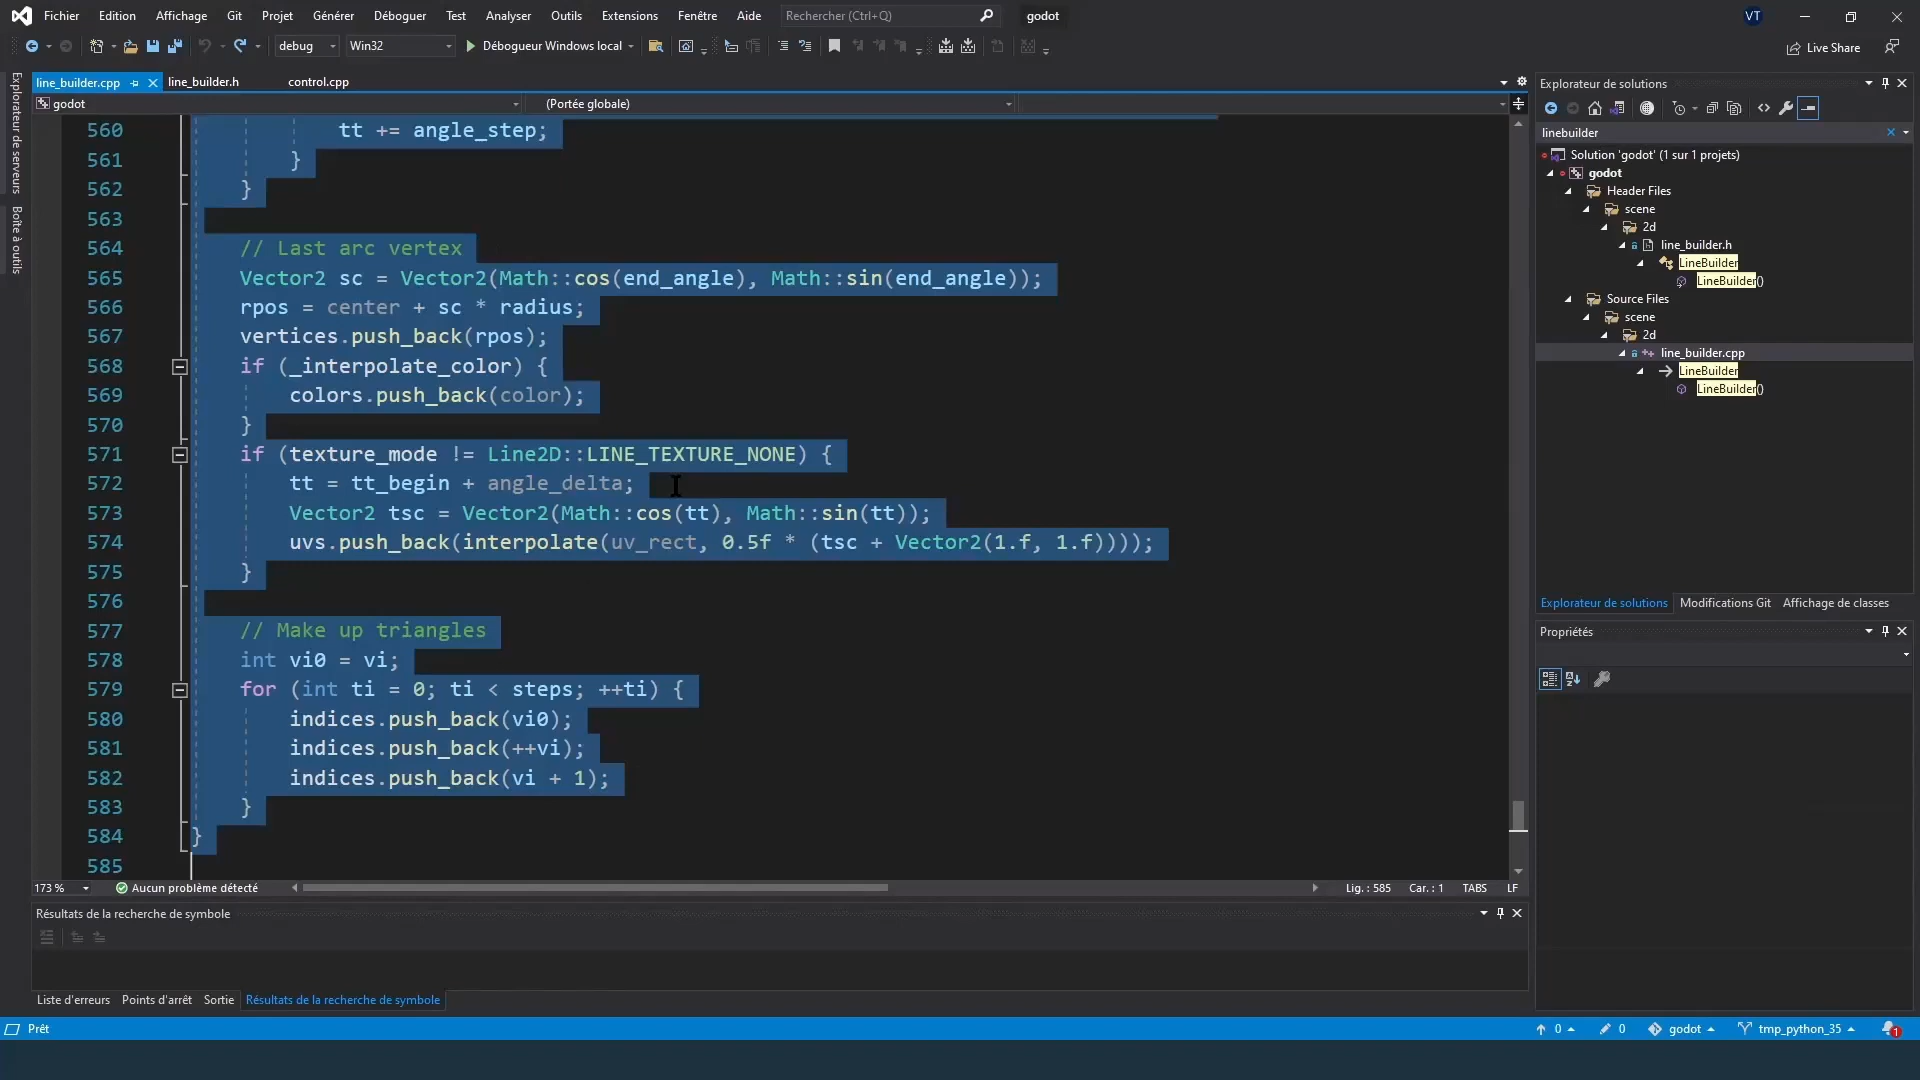 Fichier Edition Affichage Git Projet Générer Déboguer Test Analyser Outils Extensions Fenêtre Aide Rechercher (Ctrl+Q) godot VT
debug Win32 Débogueur Windows local Live Share
Explorateur de serveurs
Boîte à outils
line_builder.cpp line_builder.h control.cpp
godot (Portée globale)
560 tt += angle_step;
561 }
562 }
563
564 // Last arc vertex
565 Vector2 sc = Vector2(Math::cos(end_angle), Math::sin(end_angle));
566 rpos = center + sc * radius;
567 vertices.push_back(rpos);
568 if (_interpolate_color) {
569 colors.push_back(color);
570 }
571 if (texture_mode != Line2D::LINE_TEXTURE_NONE) {
572 tt = tt_begin + angle_delta;
573 Vector2 tsc = Vector2(Math::cos(tt), Math::sin(tt));
574 uvs.push_back(interpolate(uv_rect, 0.5f * (tsc + Vector2(1.f, 1.f))));
575 }
576
577 // Make up triangles
578 int vi0 = vi;
579 for (int ti = 0; ti < steps; ++ti) {
580 indices.push_back(vi0);
581 indices.push_back(++vi);
582 indices.push_back(vi + 1);
583 }
584 }
585
173 % Aucun problème détecté Lig. : 585 Car. : 1 TABS LF
Résultats de la recherche de symbole
Liste d'erreurs Points d'arrêt Sortie Résultats de la recherche de symbole
Explorateur de solutions
linebuilder
Solution 'godot' (1 sur 1 projets)
godot
Header Files
scene
2d
line_builder.h
LineBuilder
LineBuilder()
Source Files
scene
2d
line_builder.cpp
LineBuilder
LineBuilder()
Explorateur de solutions Modifications Git Affichage de classes
Propriétés
Prêt 0 0 godot tmp_python_35 1